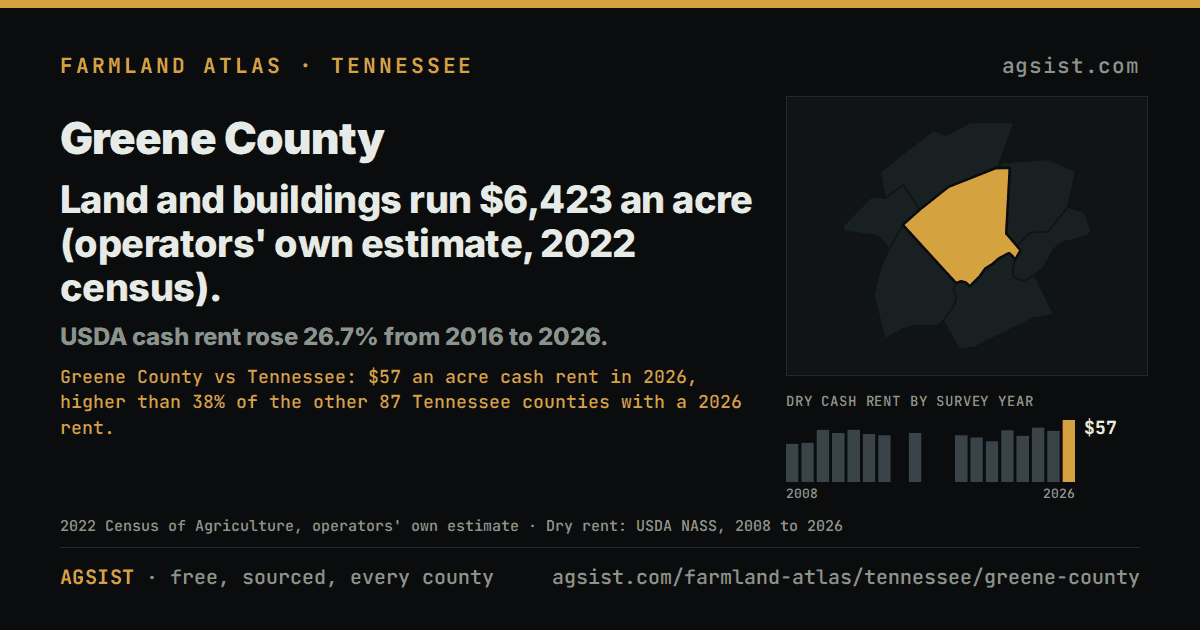 FARMLAND ATLAS · TENNESSEE
agsist.com
Greene County
Land and buildings run $6,423 an acre
(operators' own estimate, 2022
census).
USDA cash rent rose 26.7% from 2016 to 2026.
Greene County vs Tennessee: $57 an acre cash rent in 2026,
higher than 38% of the other 87 Tennessee counties with a 2026
rent.
DRY CASH RENT BY SURVEY YEAR
$57
2008
2026
2022 Census of Agriculture, operators' own estimate · Dry rent: USDA NASS, 2008 to 2026
AGSIST · free, sourced, every county
agsist.com/farmland-atlas/tennessee/greene-county